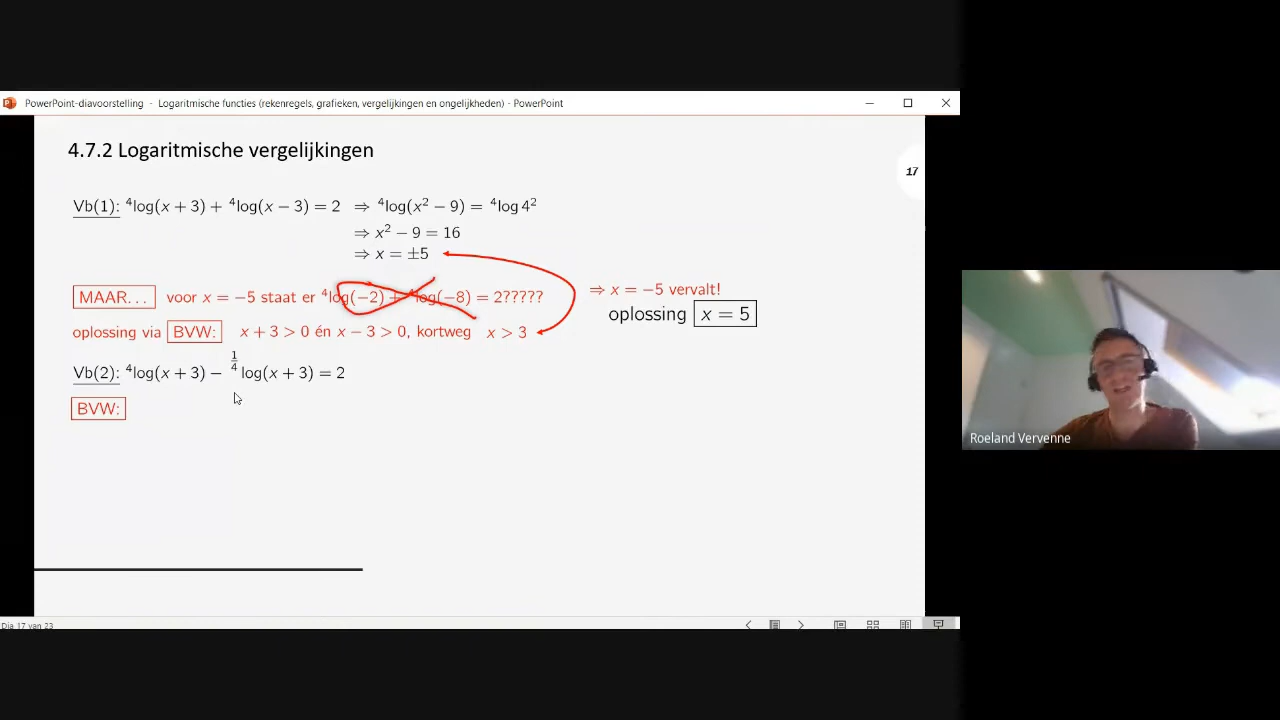 PowerPoint-diavoorstelling - Logaritmische functies (rekenregels, grafieken, vergelijkingen en ongelijkheden) - PowerPoint
4.7.2 Logaritmische vergelijkingen
17
Vb(1): ⁴log(x + 3) + ⁴log(x − 3) = 2 ⇒ ⁴log(x² − 9) = ⁴log 4²
⇒ x² − 9 = 16
⇒ x = ±5
MAAR... voor x = −5 staat er ⁴log(−2) + ⁴log(−8) = 2????? ⇒ x = −5 vervalt!
oplossing x = 5
oplossing via BVW: x + 3 > 0 én x − 3 > 0, kortweg x > 3
Vb(2): ⁴log(x + 3) − ¹⁄⁴log(x + 3) = 2
BVW:
Roeland Vervenne
Dia 17 van 23